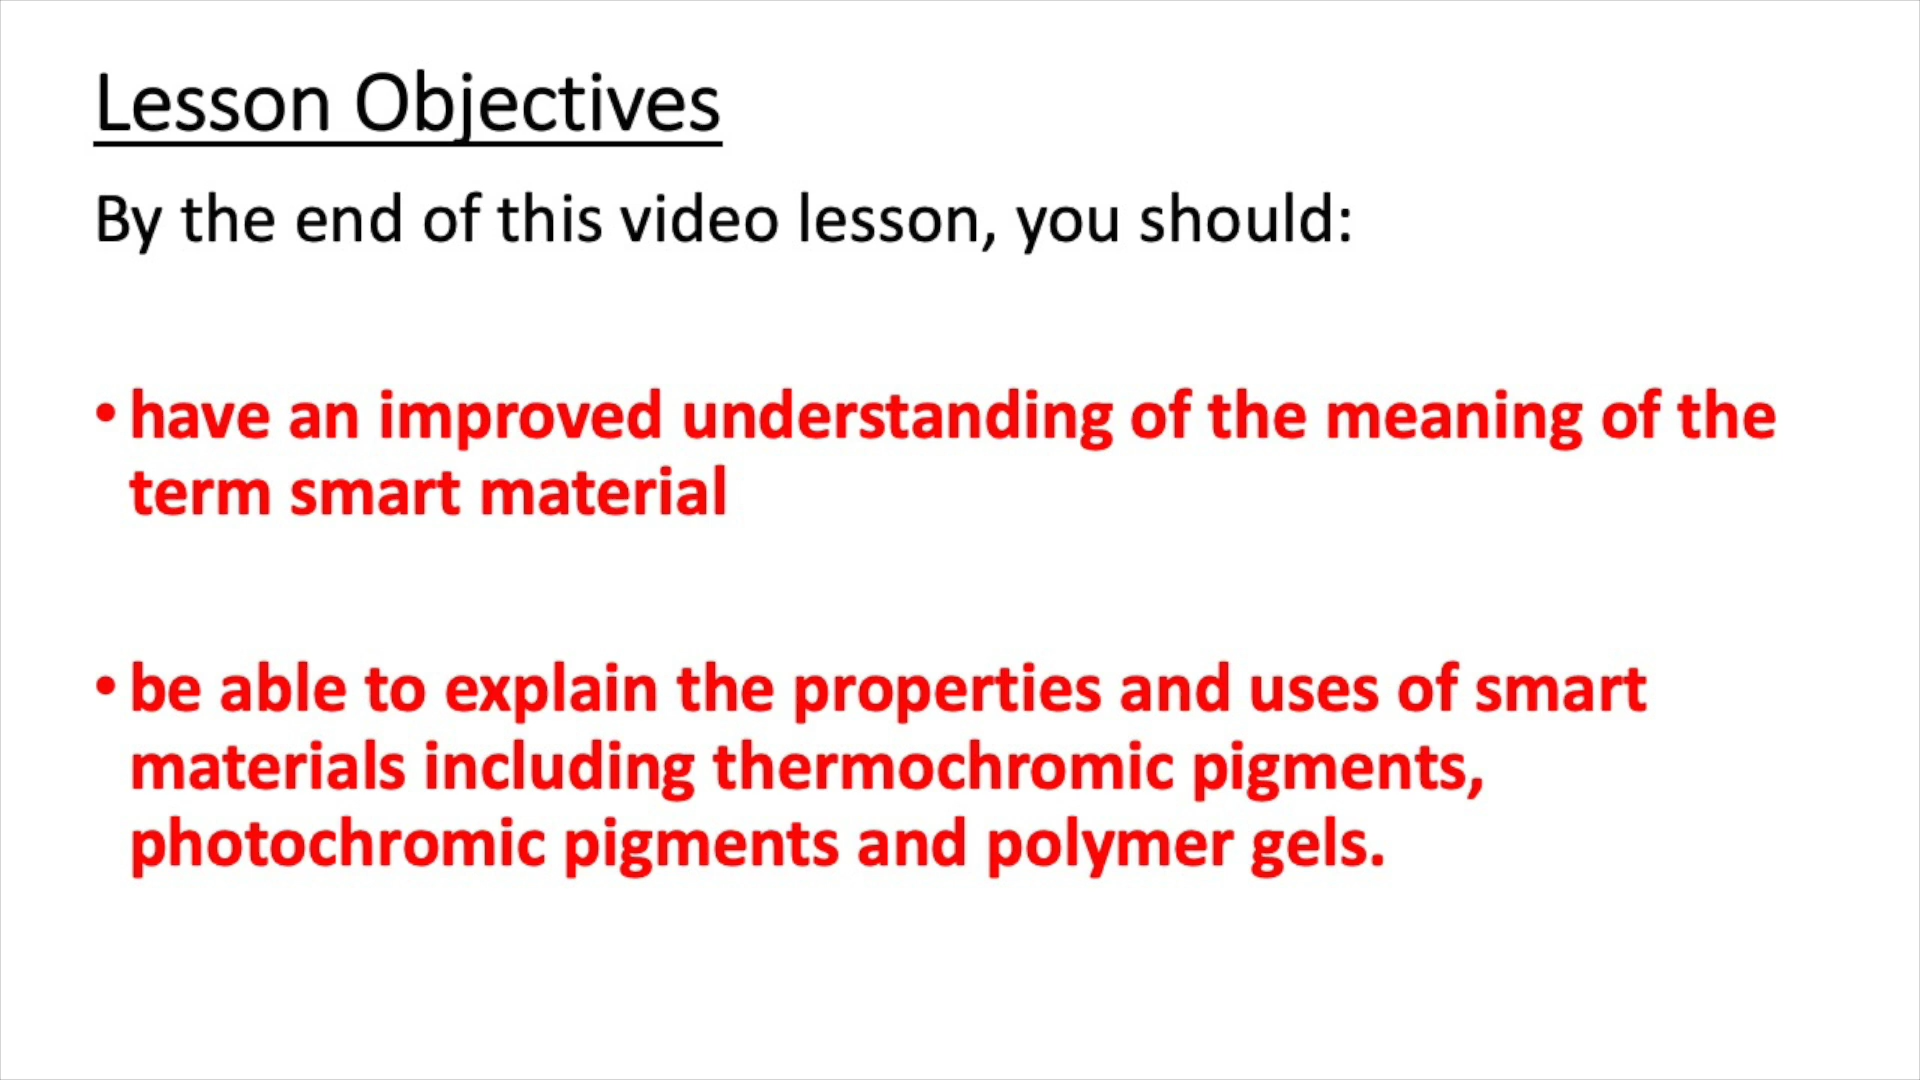 Lesson Objectives
By the end of this video lesson, you should:
• have an improved understanding of the meaning of the
term smart material
• be able to explain the properties and uses of smart
materials including thermochromic pigments,
photochromic pigments and polymer gels.